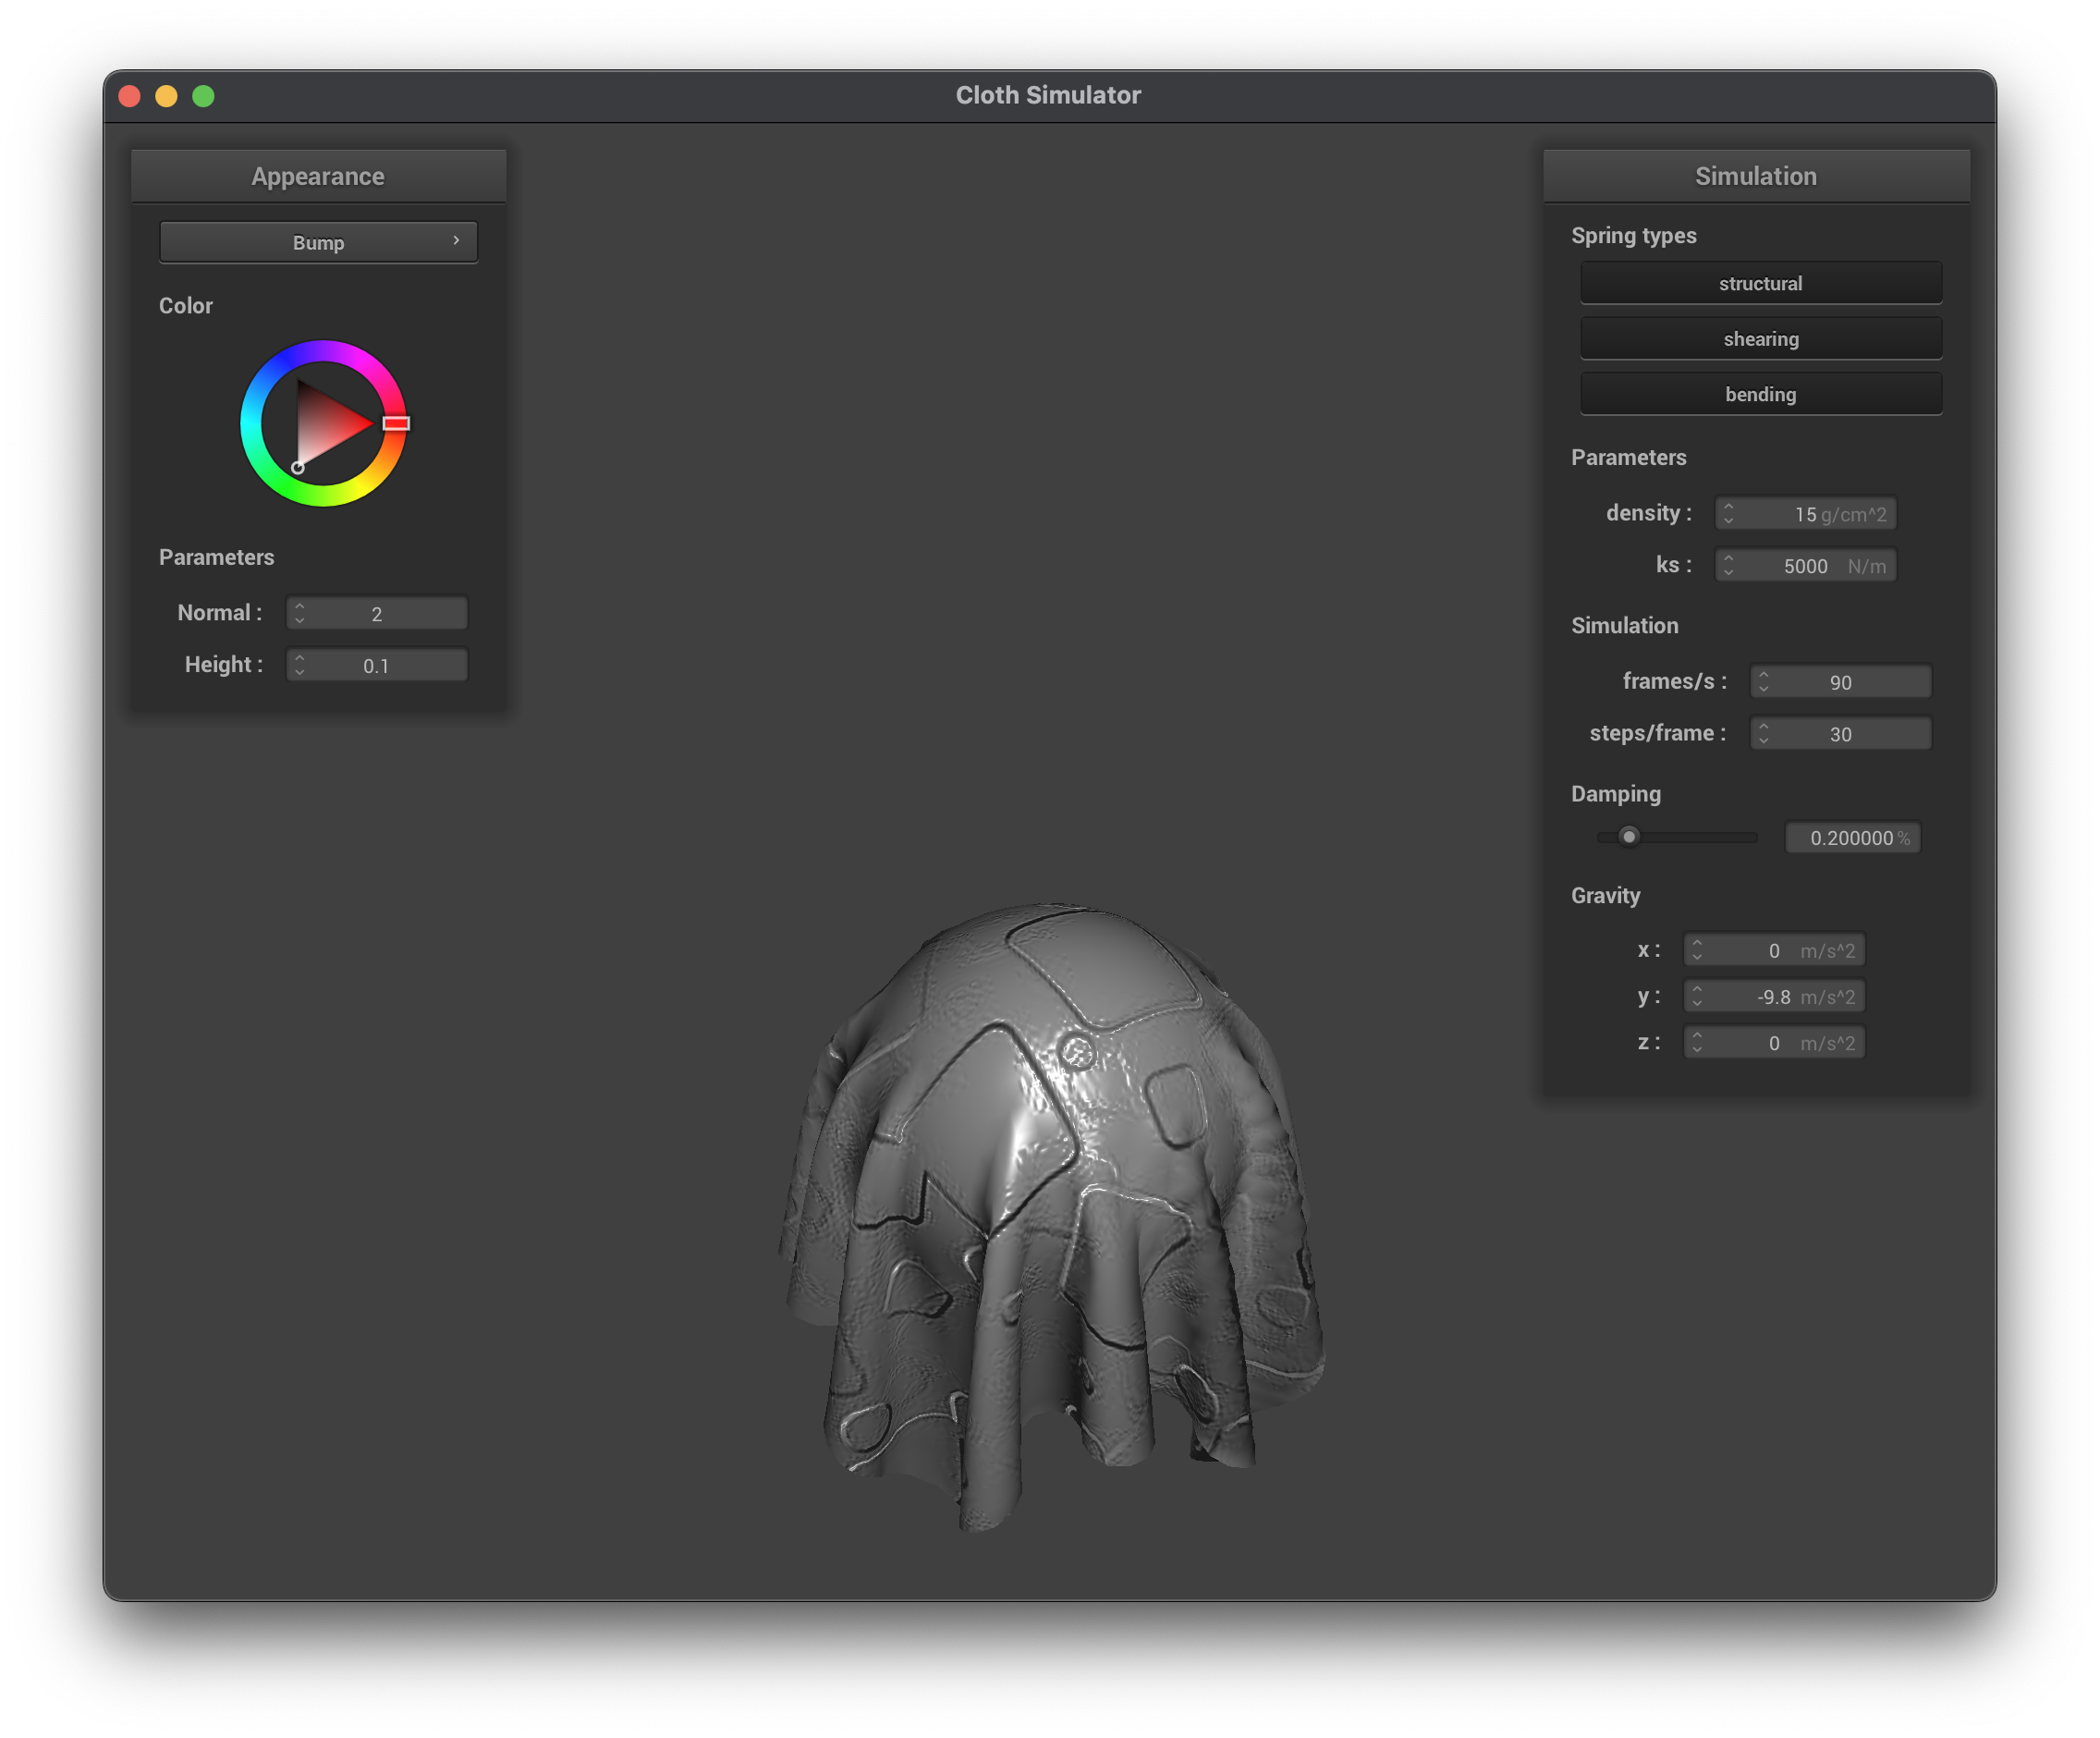 Cloth Simulator
Appearance
Bump
Color
Parameters
Normal : 2
Height : 0.1
Simulation
Spring types
structural
shearing
bending
Parameters
density : 15 g/cm^2
ks : 5000 N/m
Simulation
frames/s : 90
steps/frame : 30
Damping
0.200000 %
Gravity
x : 0 m/s^2
y : -9.8 m/s^2
z : 0 m/s^2